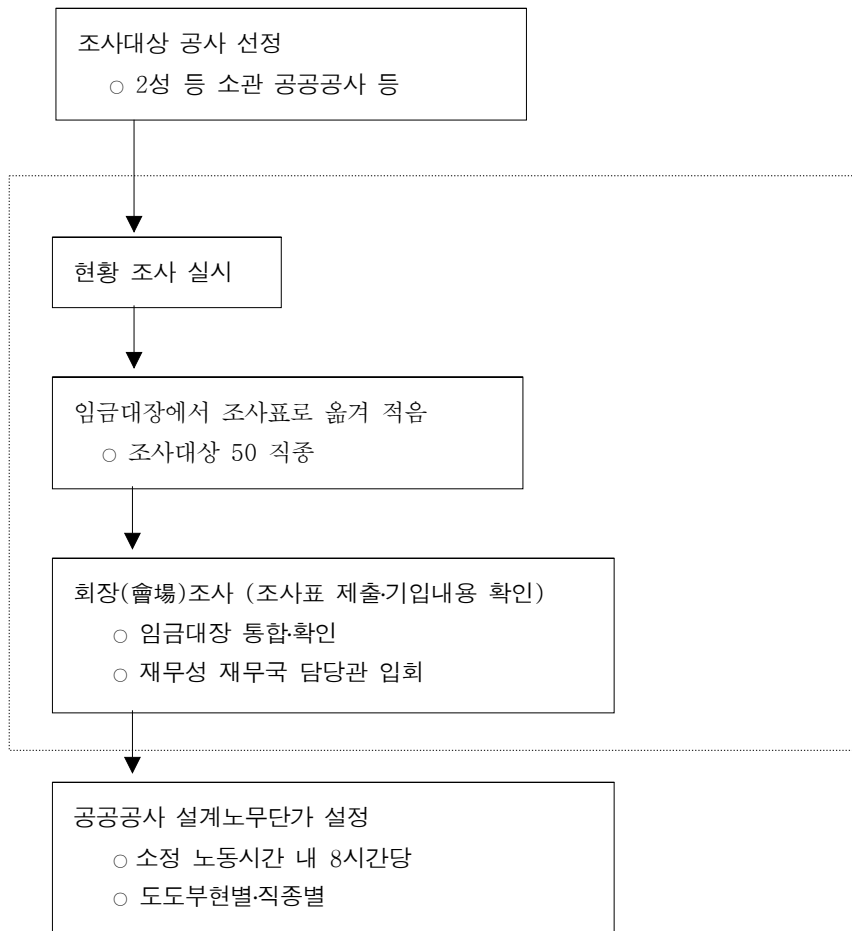 조사대상 공사 선정
○ 2성 등 소관 공공공사 등
현황 조사 실시
임금대장에서 조사표로 옮겨 적음
○ 조사대상 50 직종
회장(會場)조사 (조사표 제출·기입내용 확인)
○ 임금대장 통합·확인
○ 재무성 재무국 담당관 입회
공공공사 설계노무단가 설정
○ 소정 노동시간 내 8시간당
○ 도도부현별·직종별